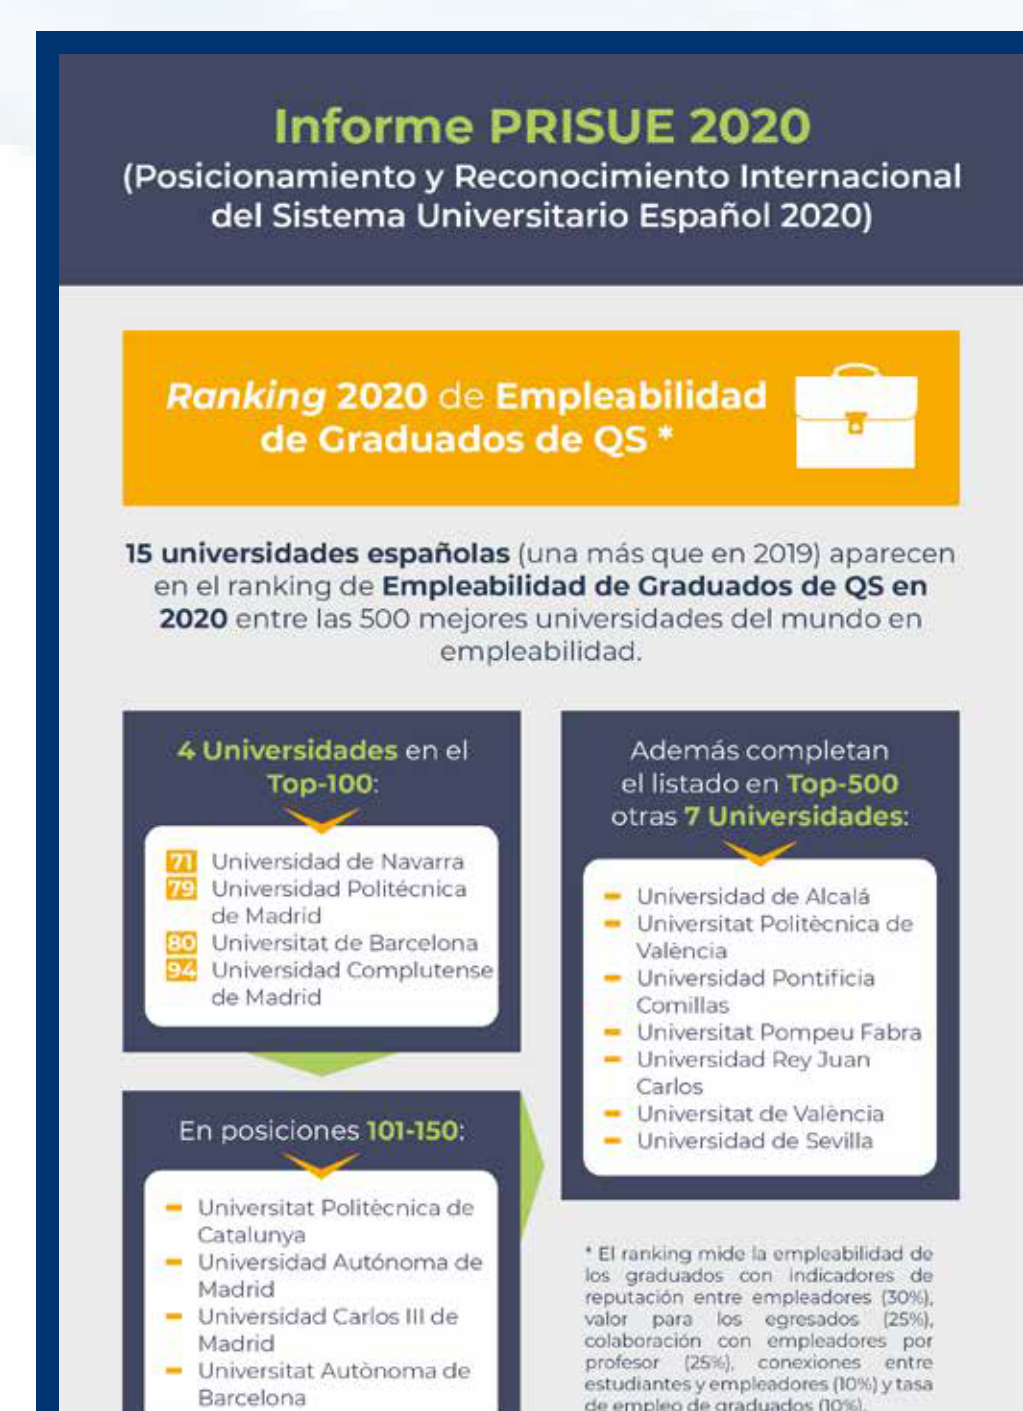 Informe PRISUE 2020
(Posicionamiento y Reconocimiento Internacional
del Sistema Universitario Español 2020)
Ranking 2020 de Empleabilidad
de Graduados de QS *
15 universidades españolas (una más que en 2019) aparecen
en el ranking de Empleabilidad de Graduados de QS en
2020 entre las 500 mejores universidades del mundo en
empleabilidad.
4 Universidades en el
Top-100:
71 Universidad de Navarra
79 Universidad Politécnica
de Madrid
80 Universitat de Barcelona
94 Universidad Complutense
de Madrid
En posiciones 101-150:
Universitat Politècnica de
Catalunya
Universidad Autónoma de
Madrid
Universidad Carlos III de
Madrid
Universitat Autònoma de
Barcelona
Además completan
el listado en Top-500
otras 7 Universidades:
Universidad de Alcalá
Universitat Politècnica de
València
Universidad Pontificia
Comillas
Universitat Pompeu Fabra
Universidad Rey Juan
Carlos
Universitat de València
Universidad de Sevilla
* El ranking mide la empleabilidad de
los graduados con indicadores de
reputación entre empleadores (30%),
valor para los egresados (25%),
colaboración con empleadores por
profesor (25%), conexiones entre
estudiantes y empleadores (10%) y tasa
de empleo de graduados (10%).